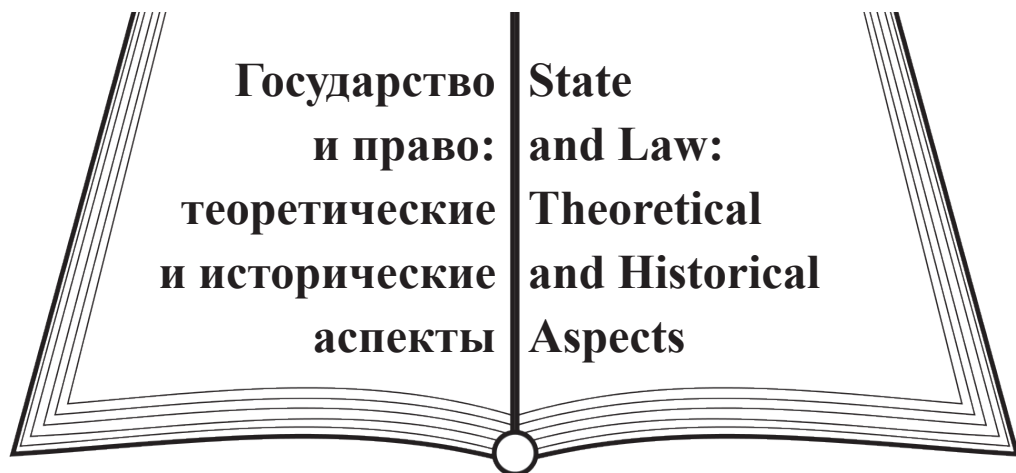 Государство
и право:
теоретические
и исторические
аспекты
State
and Law:
Theoretical
and Historical
Aspects